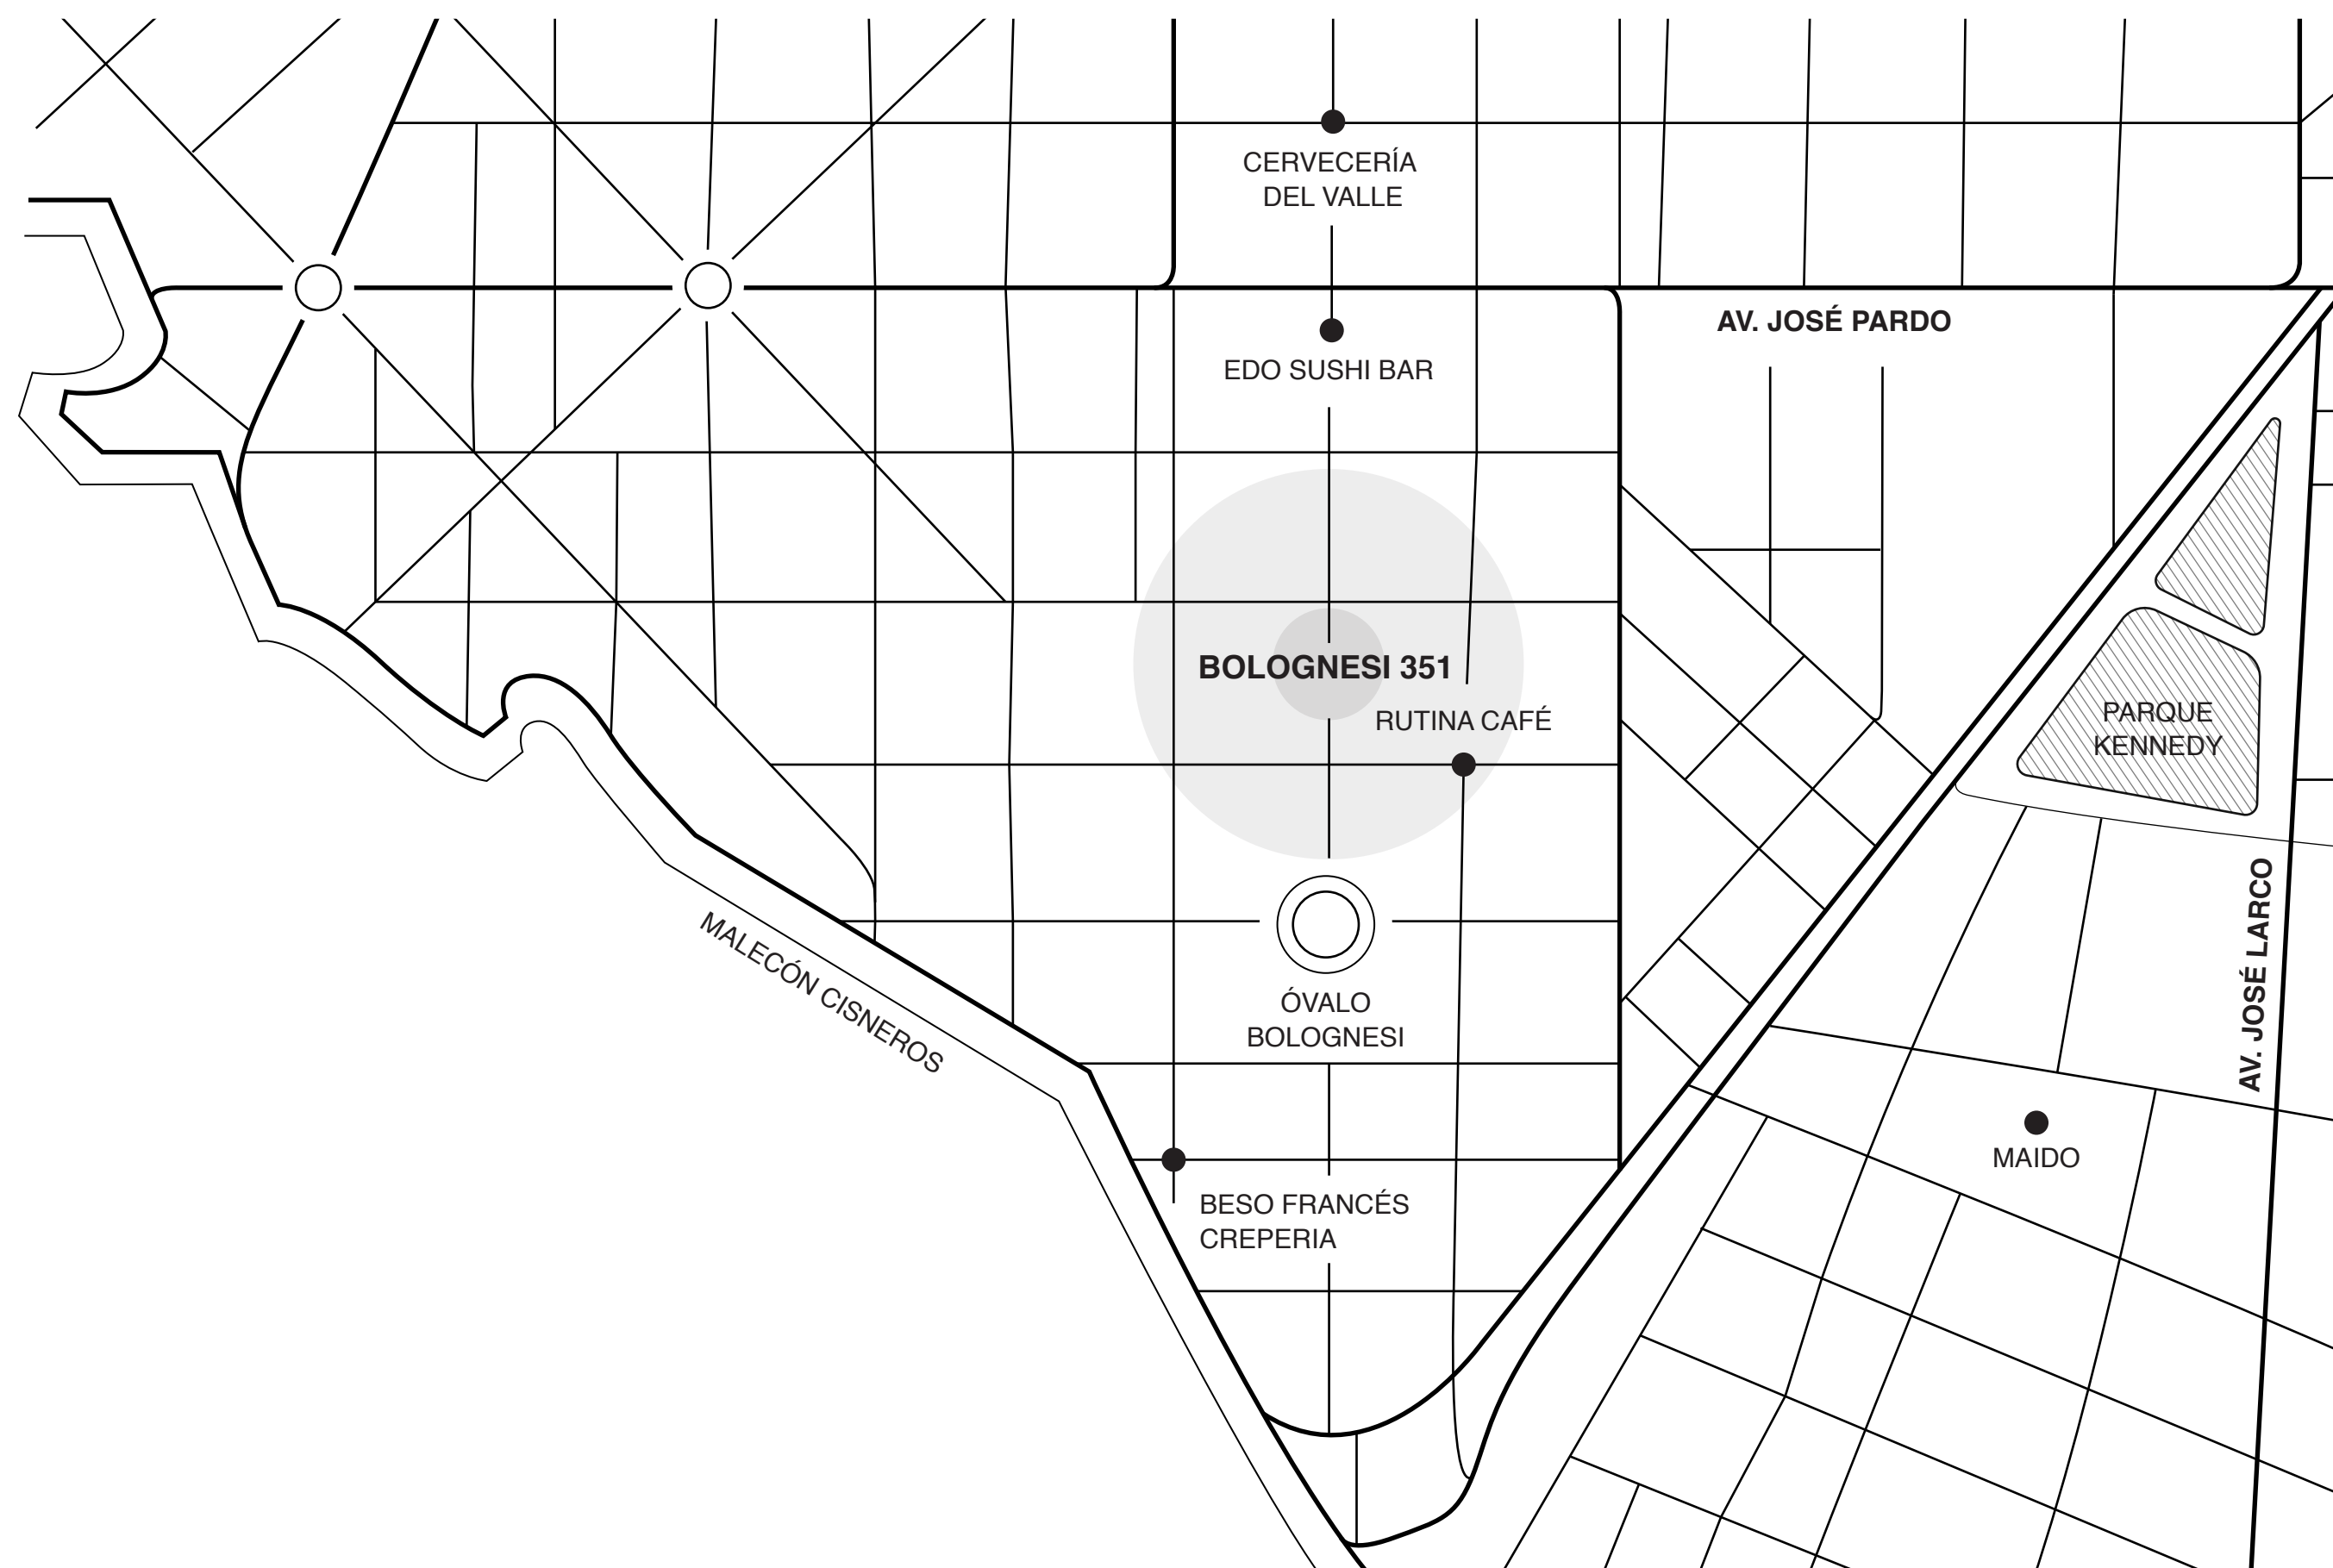 CERVECERÍA
DEL VALLE
AV. JOSÉ PARDO
EDO SUSHI BAR
BOLOGNESI 351
RUTINA CAFÉ
PARQUE
KENNEDY
AV. JOSÉ LARCO
MALECÓN CISNEROS
ÓVALO
BOLOGNESI
MAIDO
BESO FRANCÉS
CREPERIA